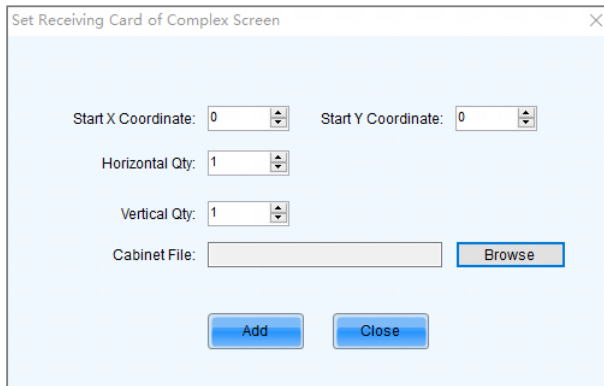 Set Receiving Card of Complex Screen
Start X Coordinate: 0 Start Y Coordinate: 0
Horizontal Qty: 1
Vertical Qty: 1
Cabinet File: Browse
Add Close